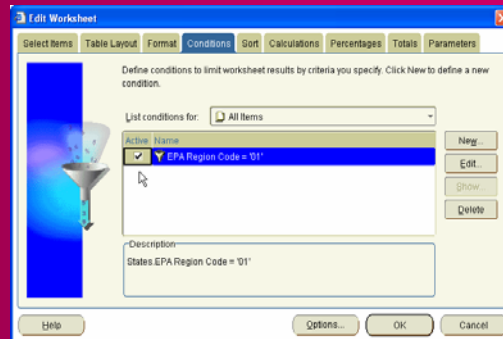 Edit Worksheet
Select Items Table Layout Format Conditions Sort Calculations Percentages Totals Parameters
Define conditions to limit worksheet results by criteria you specify. Click New to define a new
condition.
List conditions for: All Items
Active Name
EPA Region Code = '01'
New...
Edit...
Show...
Delete
Description
States.EPA Region Code = '01'
Help Options... OK Cancel